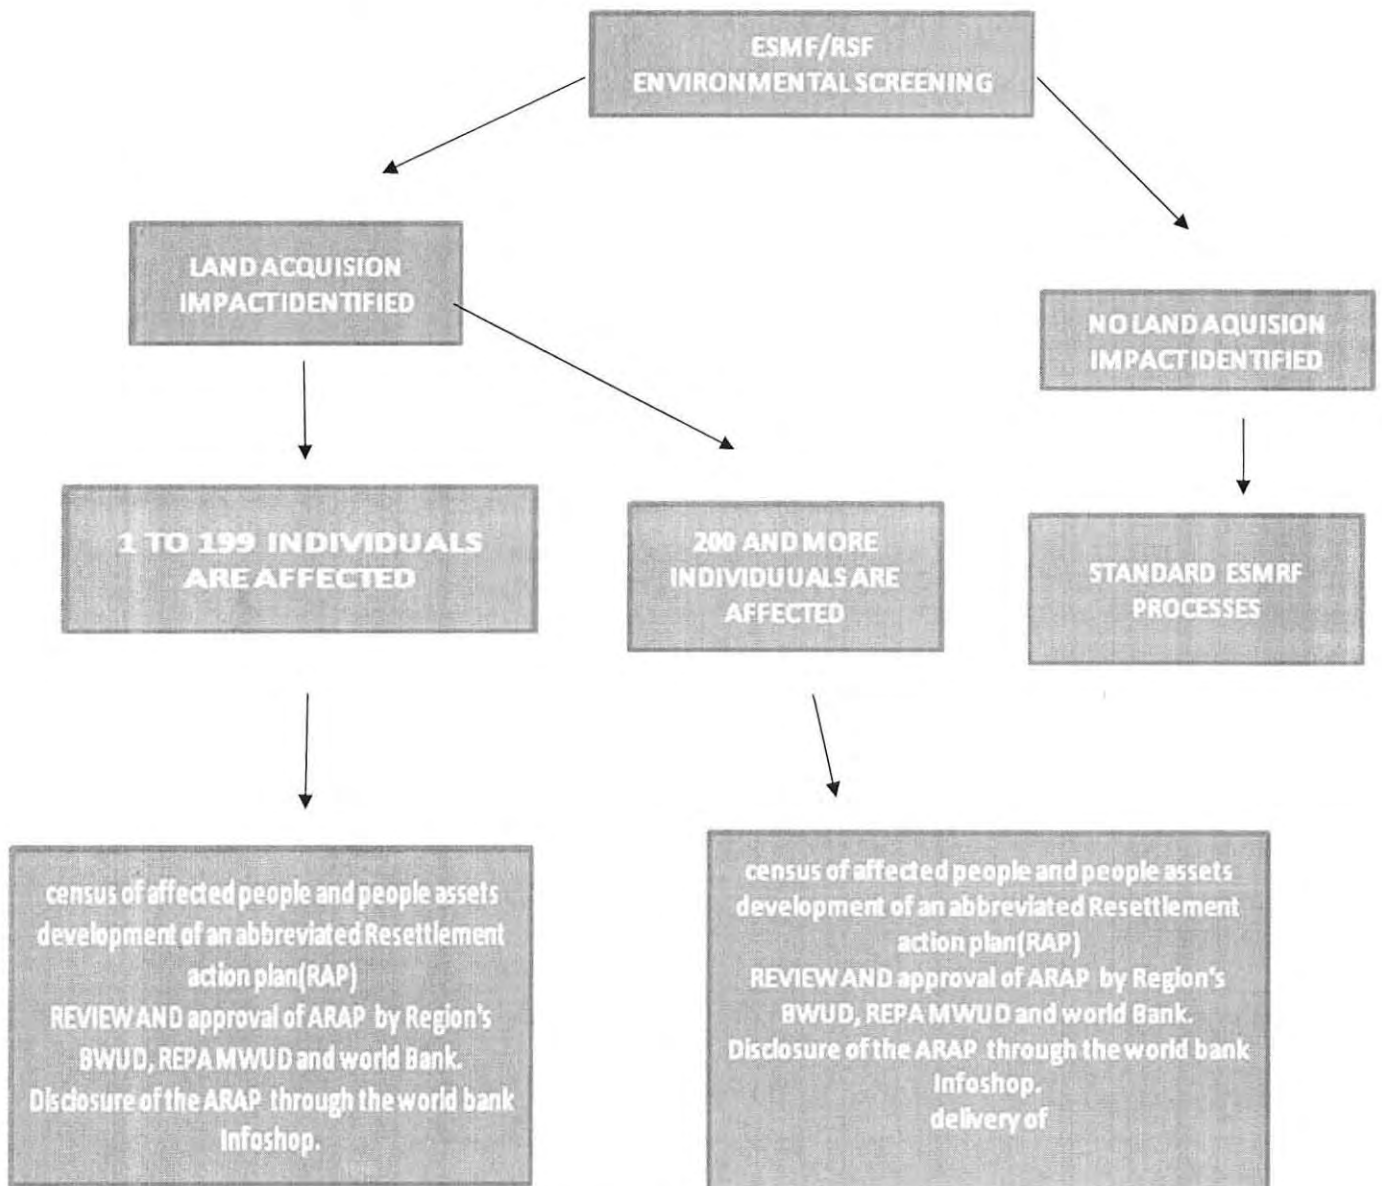 ESMF/RSF
ENVIRONMENTAL SCREENING
LAND ACQUISION
IMPACT IDENTIFIED
NO LAND AQUISION
IMPACT IDENTIFIED
1 TO 199 INDIVIDUALS
ARE AFFECTED
200 AND MORE
INDIVIDUUALS ARE
AFFECTED
STANDARD ESMRF
PROCESSES
census of affected people and people assets
development of an abbreviated Resettlement
action plan(RAP)
REVIEW AND approval of ARAP by Region's
BWUD, REPA MWUD and world Bank.
Disclosure of the ARAP through the world bank
Infoshop.
census of affected people and people assets
development of an abbreviated Resettlement
action plan(RAP)
REVIEW AND approval of ARAP by Region's
BWUD, REPA MWUD and world Bank.
Disclosure of the ARAP through the world bank
Infoshop.
delivery of